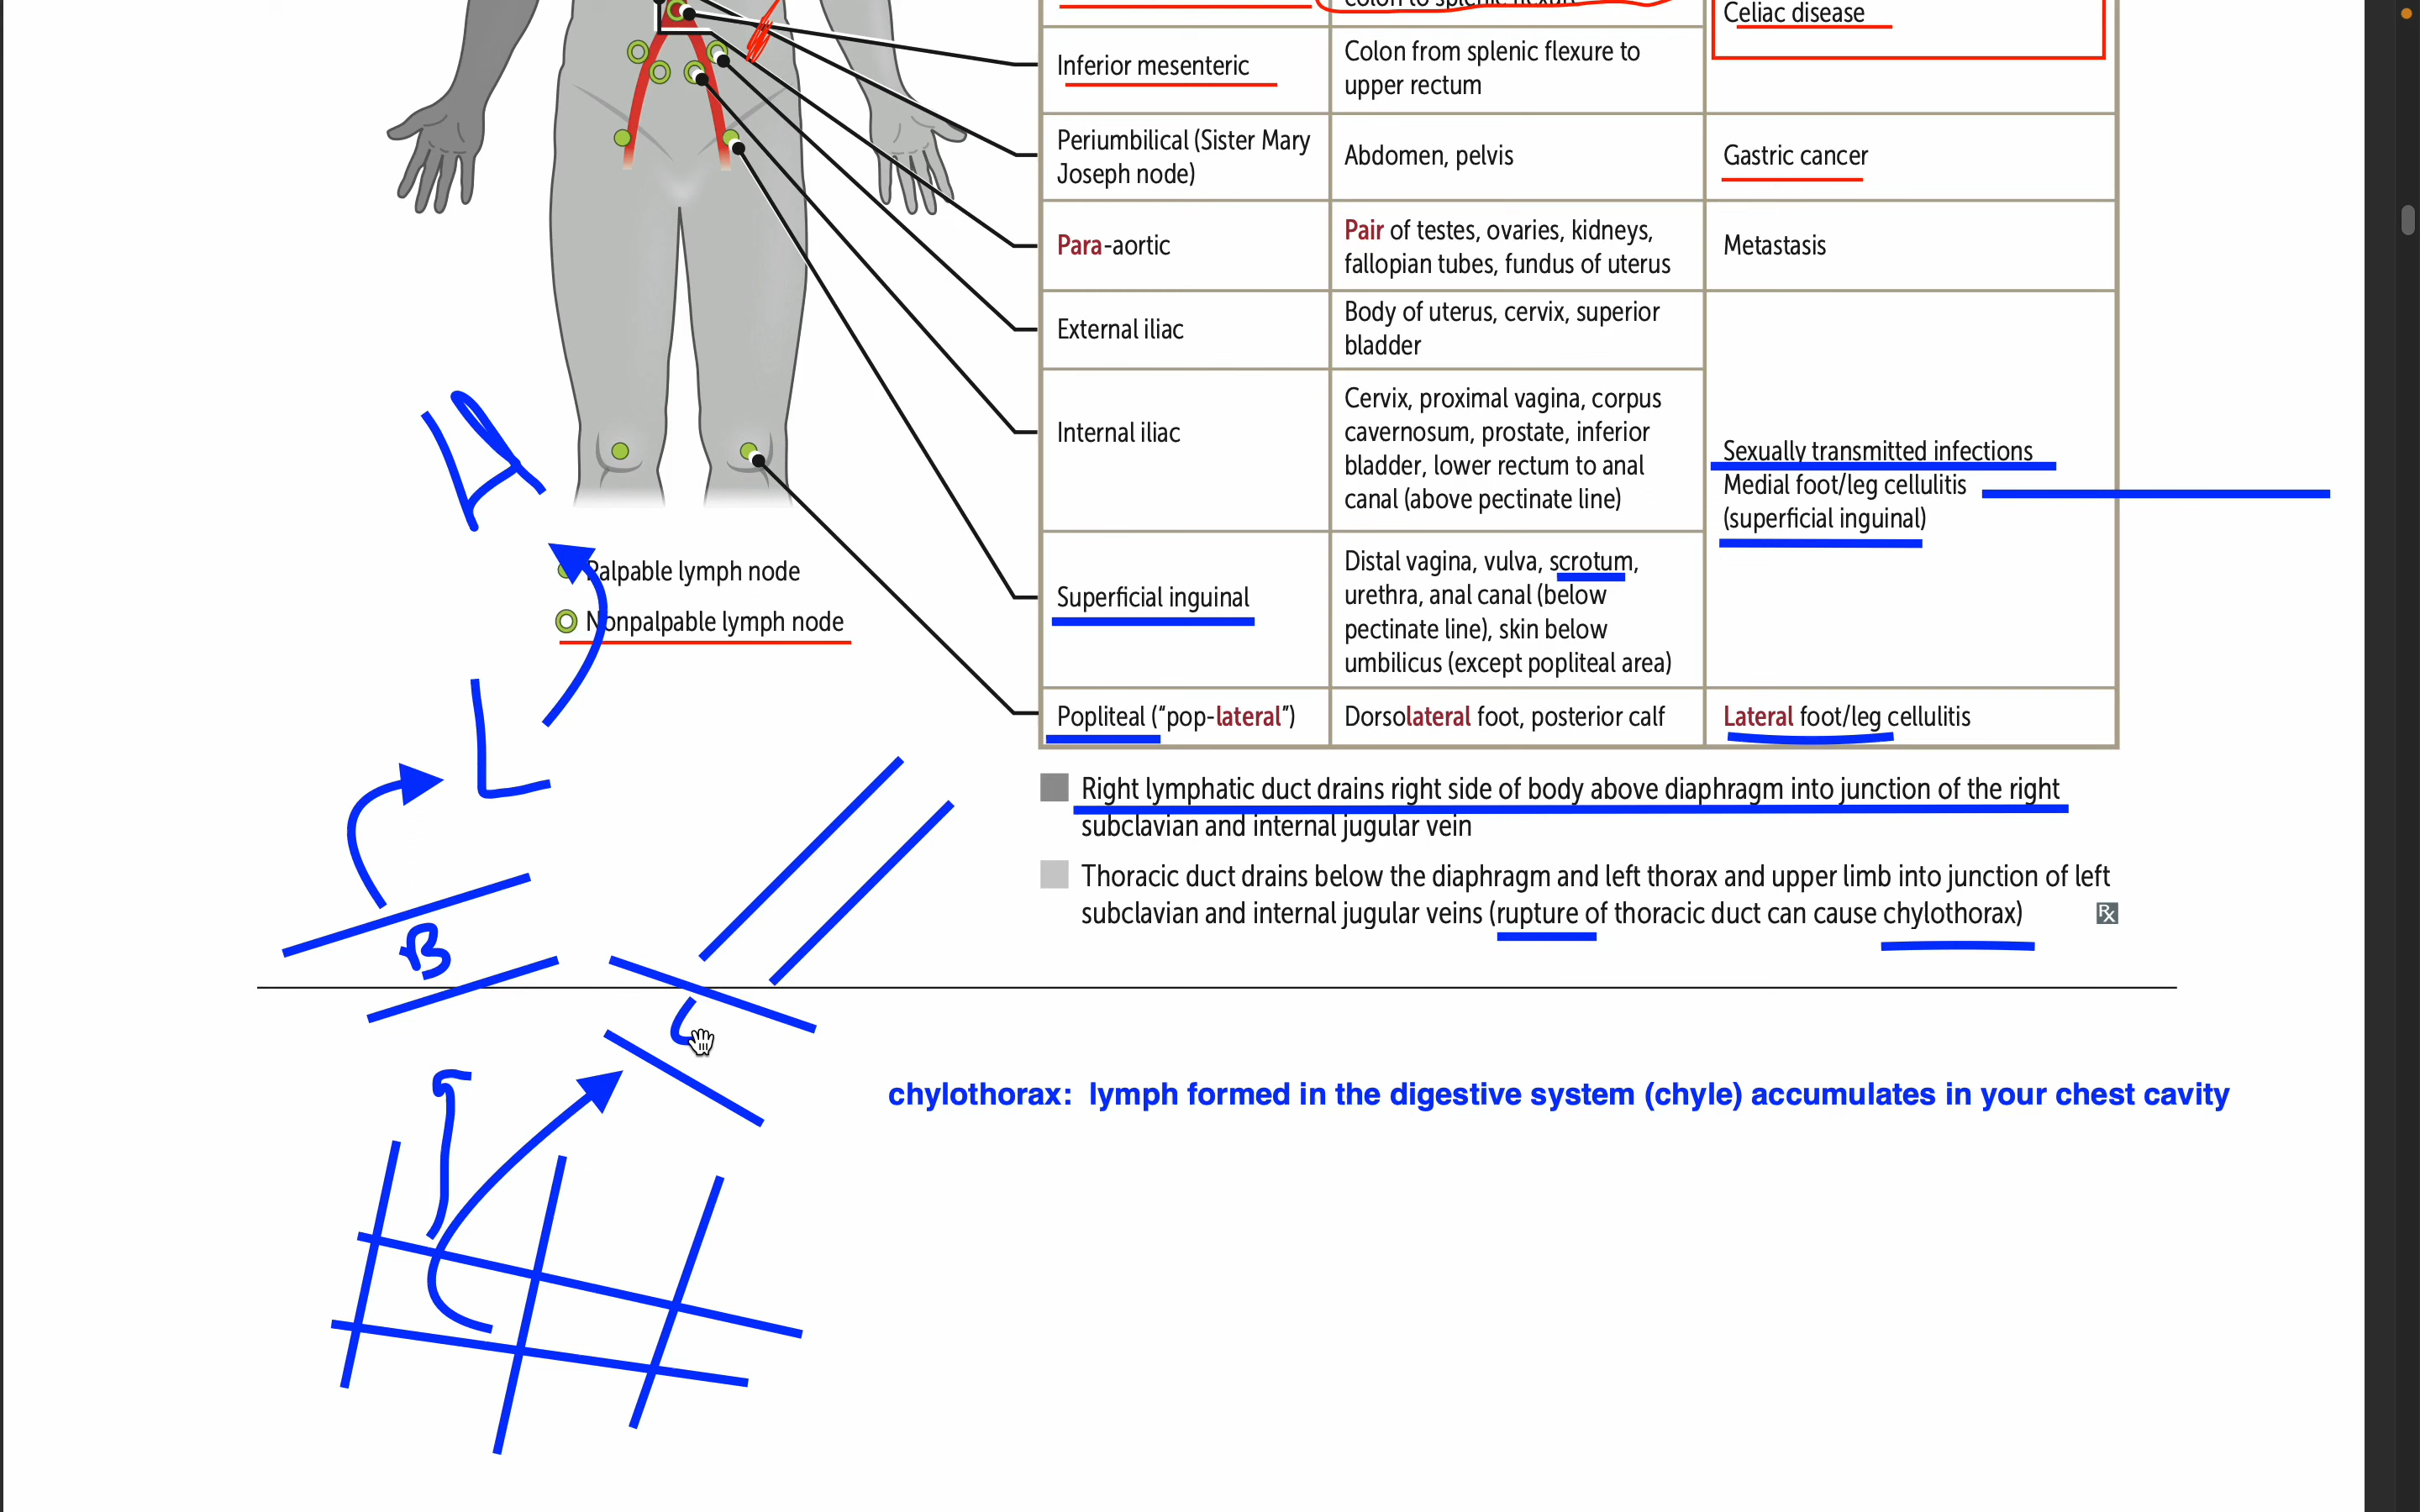 Celiac disease
Inferior mesenteric
Colon from splenic flexure to
upper rectum
Periumbilical (Sister Mary
Joseph node)
Abdomen, pelvis
Gastric cancer
Para-aortic
Pair of testes, ovaries, kidneys,
fallopian tubes, fundus of uterus
Metastasis
External iliac
Body of uterus, cervix, superior
bladder
Internal iliac
Cervix, proximal vagina, corpus
cavernosum, prostate, inferior
bladder, lower rectum to anal
canal (above pectinate line)
Sexually transmitted infections
Medial foot/leg cellulitis
(superficial inguinal)
Superficial inguinal
Distal vagina, vulva, scrotum,
urethra, anal canal (below
pectinate line), skin below
umbilicus (except popliteal area)
Popliteal (“pop-lateral”)
Dorsolateral foot, posterior calf
Lateral foot/leg cellulitis
Palpable lymph node
Nonpalpable lymph node
L
B
Right lymphatic duct drains right side of body above diaphragm into junction of the right
subclavian and internal jugular vein
Thoracic duct drains below the diaphragm and left thorax and upper limb into junction of left
subclavian and internal jugular veins (rupture of thoracic duct can cause chylothorax)
Rx
chylothorax: lymph formed in the digestive system (chyle) accumulates in your chest cavity